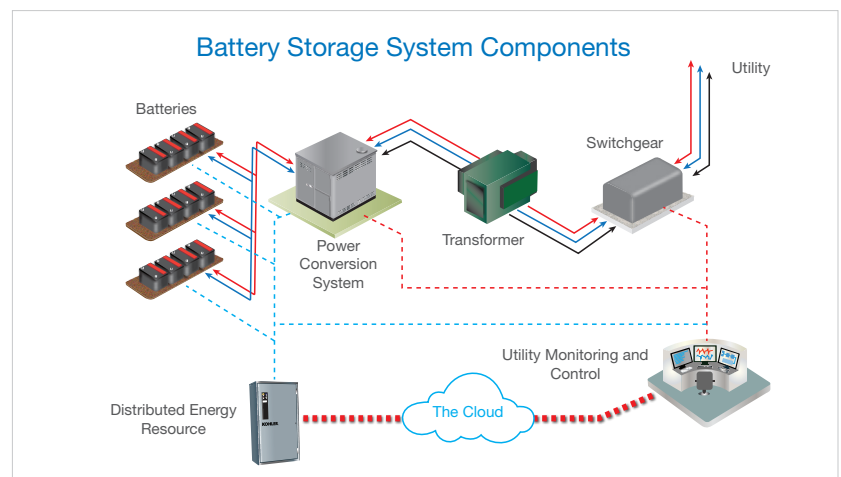 Battery Storage System Components
Utility
Batteries
Switchgear
Power
Conversion
System
Transformer
Utility Monitoring and
Control
Distributed Energy
Resource
KOHLER
The Cloud